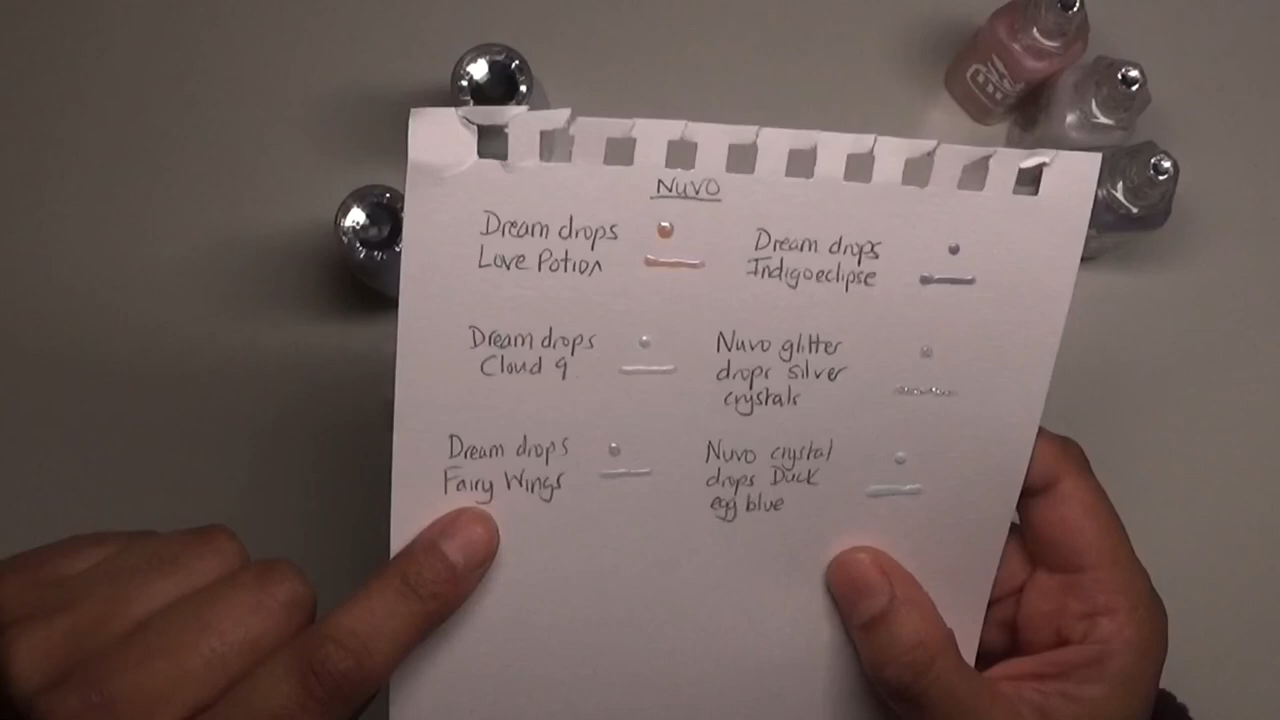 NUVO
Dream drops
Love Potion
Dream drops
Indigoeclipse
Dream drops
Cloud 9
Nuvo glitter
drops silver
crystals
Dream drops
Fairy Wings
Nuvo crystal
drops Duck
egg blue